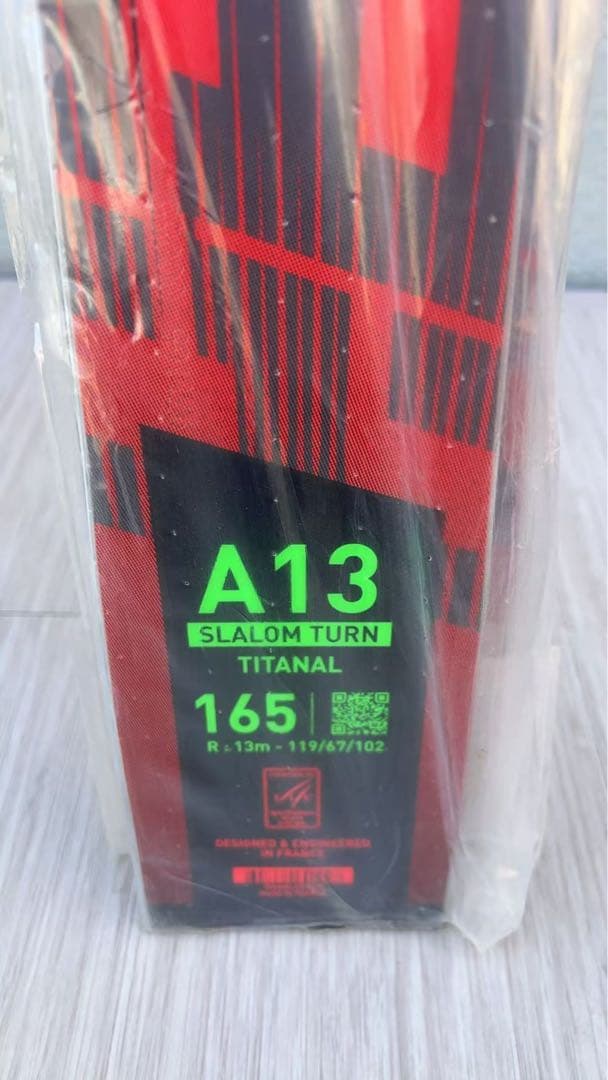 A13
SLALOM TURN
TITANAL
165
R : 13m - 119/67/102
DESIGNED & ENGINEERED
IN FRANCE